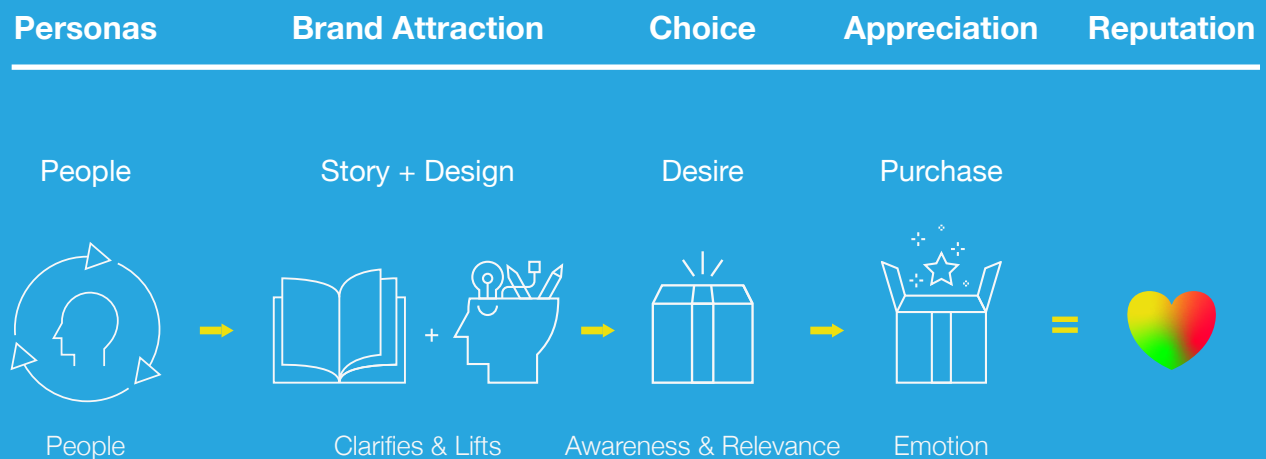 Personas Brand Attraction Choice Appreciation Reputation
People Story + Design Desire Purchase
+ =
People Clarifies & Lifts Awareness & Relevance Emotion